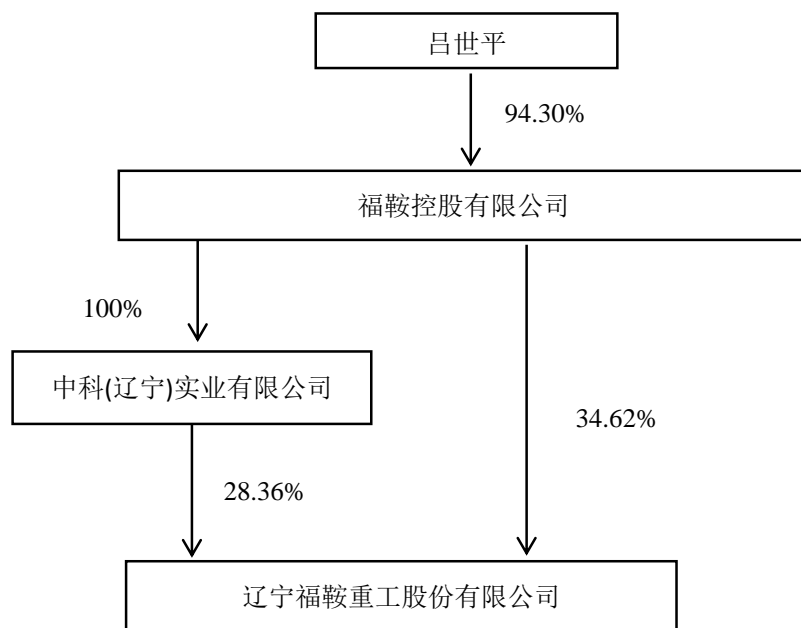 吕世平
94.30%
福鞍控股有限公司
100%
中科(辽宁)实业有限公司
34.62%
28.36%
辽宁福鞍重工股份有限公司